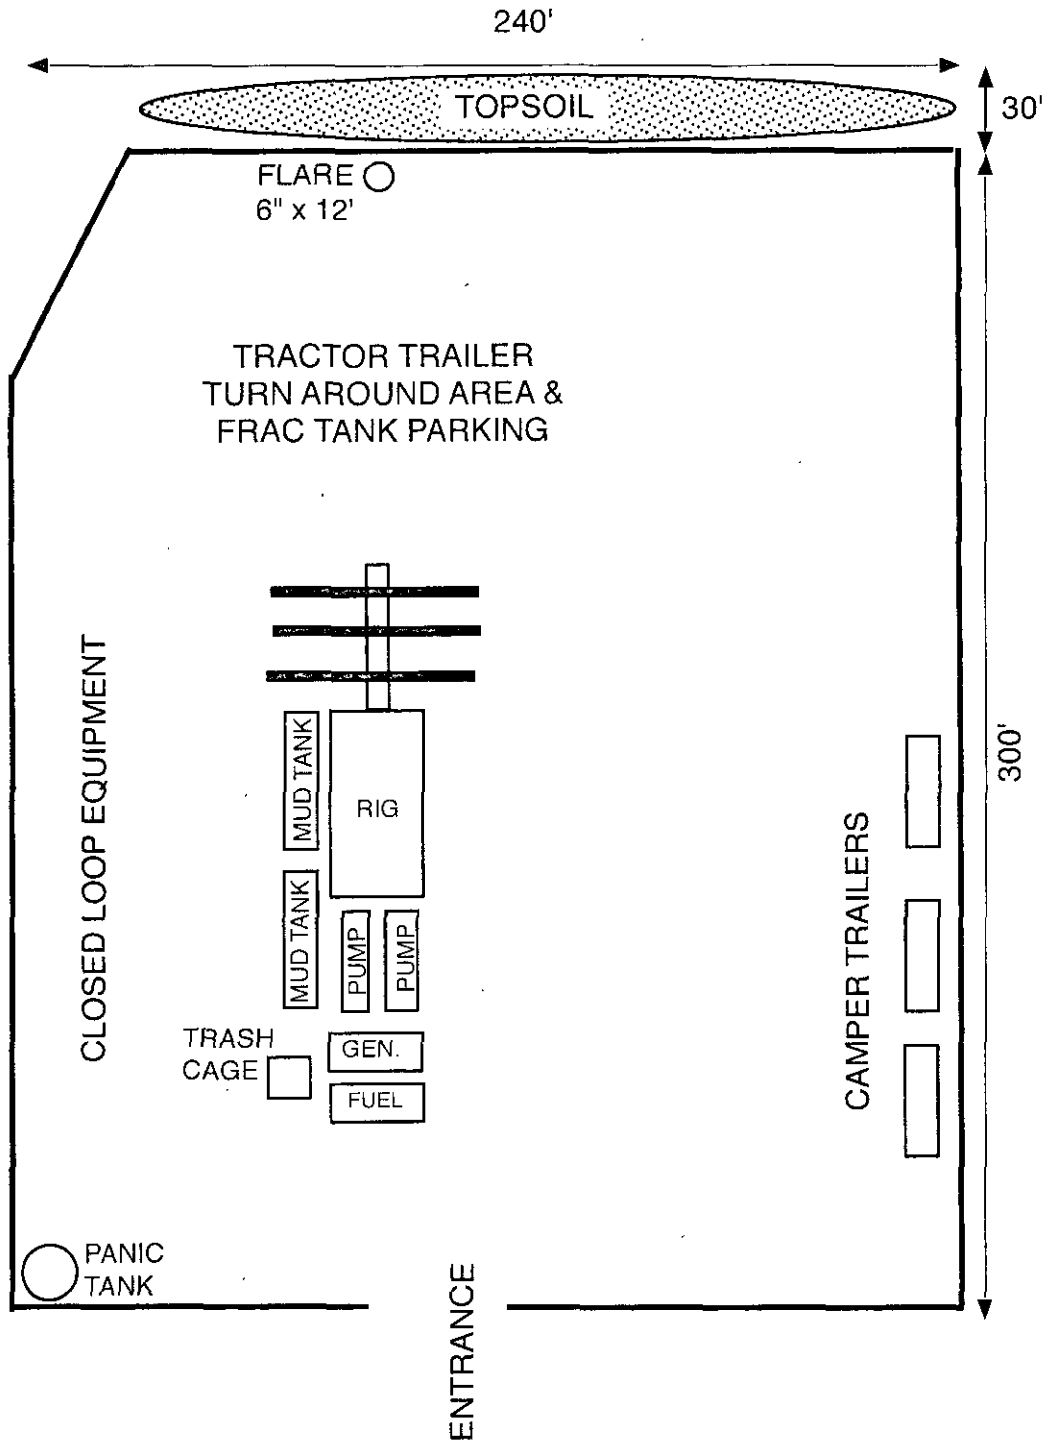 240'
TOPSOIL
30'
FLARE
6" x 12'
TRACTOR TRAILER
TURN AROUND AREA &
FRAC TANK PARKING
CLOSED LOOP EQUIPMENT
MUD TANK
RIG
300'
MUD TANK
PUMP
PUMP
CAMPER TRAILERS
TRASH
CAGE
GEN.
FUEL
PANIC
TANK
ENTRANCE